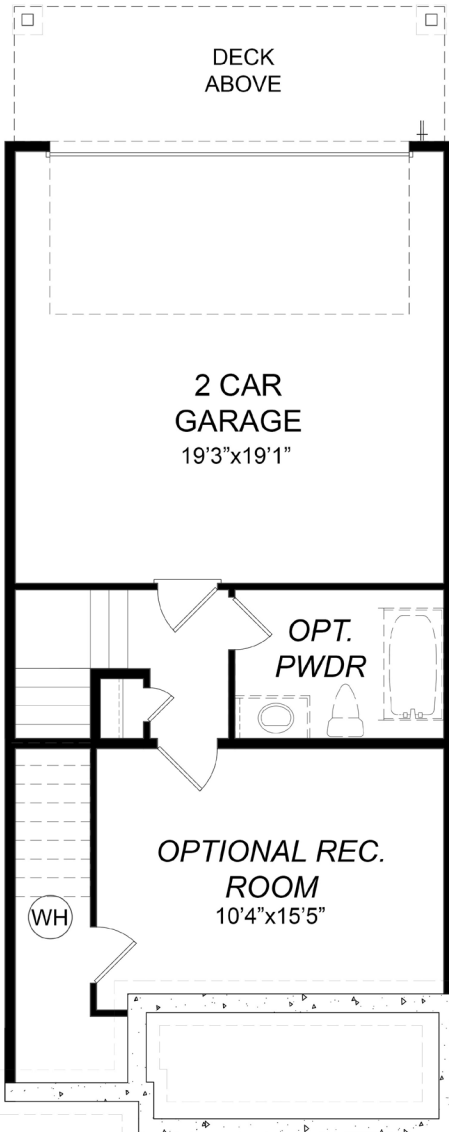 DECK
ABOVE
2 CAR
GARAGE
19’3”x19’1”
OPT.
PWDR
OPTIONAL REC.
ROOM
10’4”x15’5”
WH